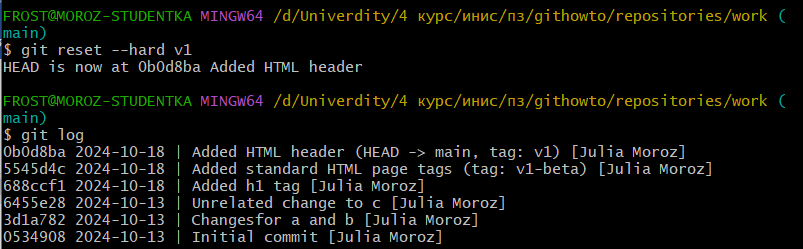 FROST@MOROZ-STUDENTKA MINGW64 /d/Univerdity/4 курс/инис/пз/githowto/repositories/work (
main)
$ git reset --hard v1
HEAD is now at 0b0d8ba Added HTML header
FROST@MOROZ-STUDENTKA MINGW64 /d/Univerdity/4 курс/инис/пз/githowto/repositories/work (
main)
$ git log
0b0d8ba 2024-10-18 | Added HTML header (HEAD -> main, tag: v1) [Julia Moroz]
5545d4c 2024-10-18 | Added standard HTML page tags (tag: v1-beta) [Julia Moroz]
688ccf1 2024-10-18 | Added h1 tag [Julia Moroz]
6455e28 2024-10-13 | Unrelated change to c [Julia Moroz]
3d1a782 2024-10-13 | Changesfor a and b [Julia Moroz]
0534908 2024-10-13 | Initial commit [Julia Moroz]